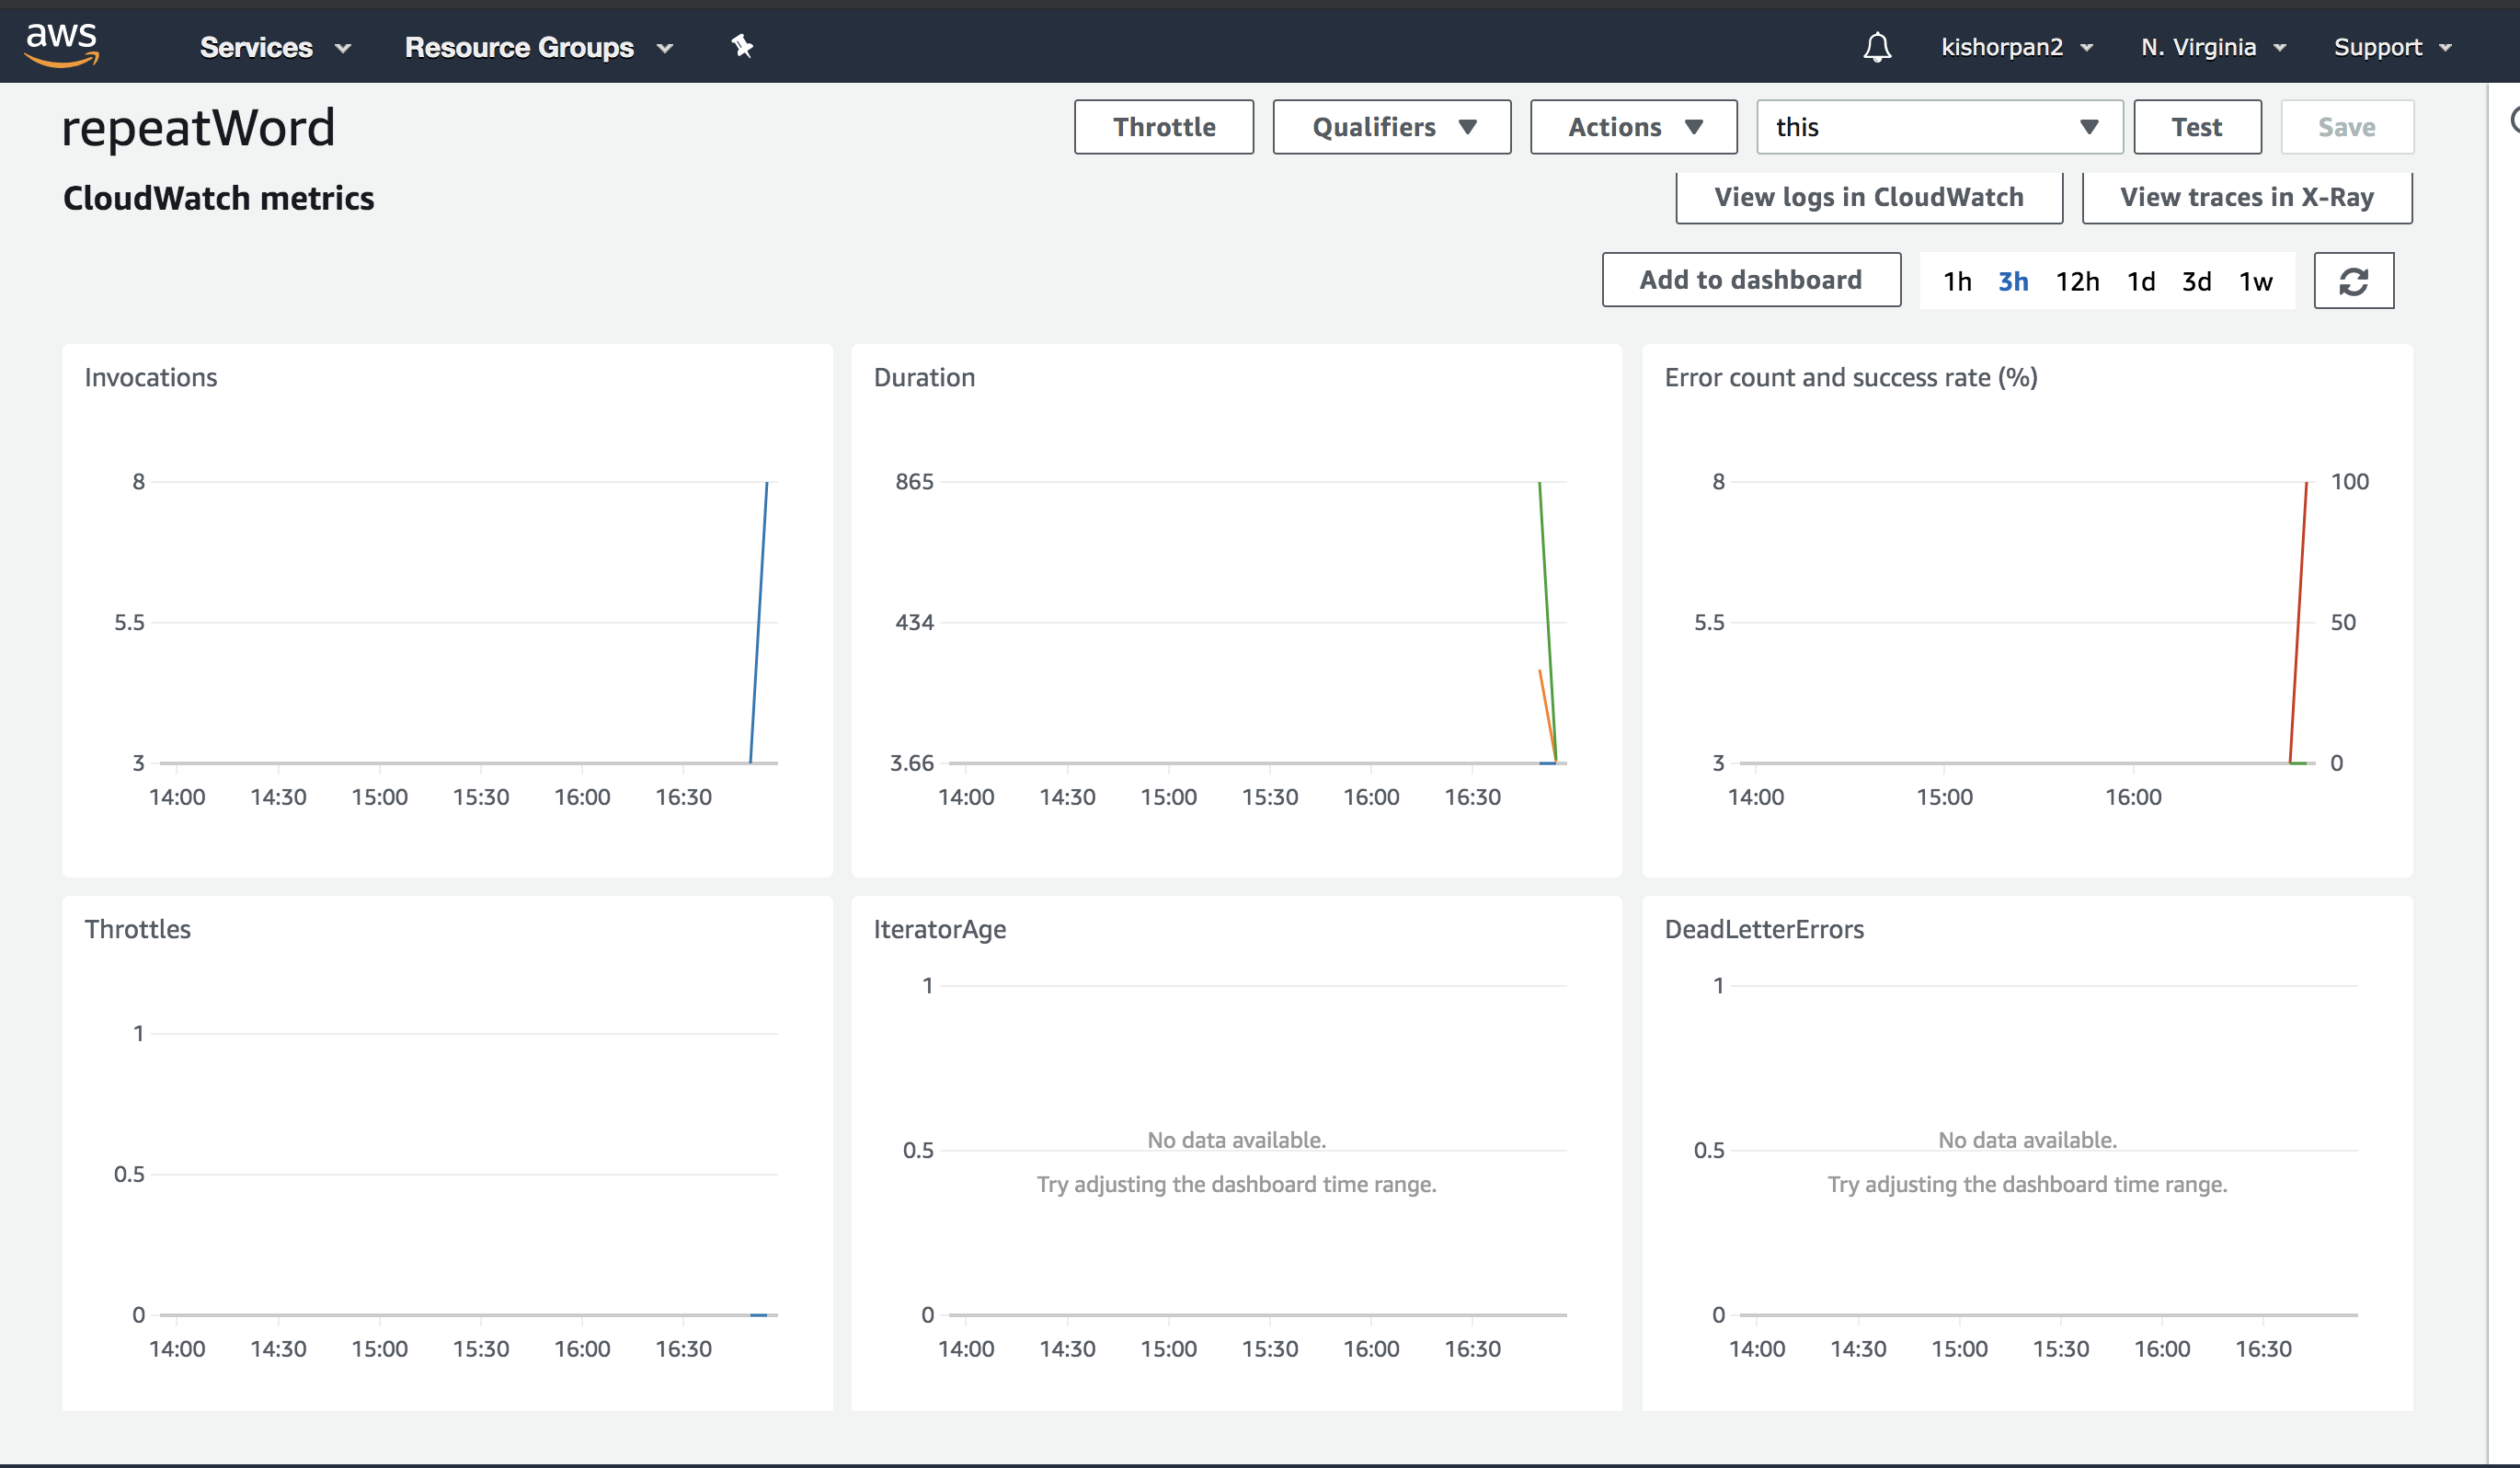 aws Services Resource Groups kishorpan2 N. Virginia Support
repeatWord Throttle Qualifiers Actions this Test Save
CloudWatch metrics View logs in CloudWatch View traces in X-Ray
Add to dashboard 1h 3h 12h 1d 3d 1w
Invocations
8
5.5
3
14:00 14:30 15:00 15:30 16:00 16:30
Duration
865
434
3.66
14:00 14:30 15:00 15:30 16:00 16:30
Error count and success rate (%)
8 100
5.5 50
3 0
14:00 15:00 16:00
Throttles
1
0.5
0
14:00 14:30 15:00 15:30 16:00 16:30
IteratorAge
1
No data available.
0.5
Try adjusting the dashboard time range.
0
14:00 14:30 15:00 15:30 16:00 16:30
DeadLetterErrors
1
No data available.
0.5
Try adjusting the dashboard time range.
0
14:00 14:30 15:00 15:30 16:00 16:30